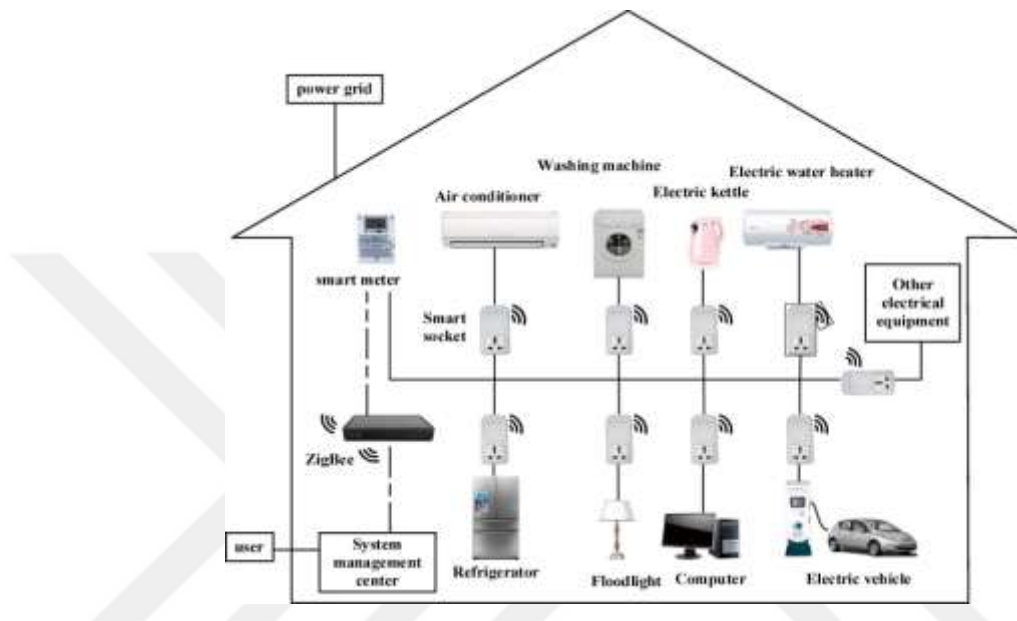 power grid
Washing machine
Electric water heater
Electric kettle
Air conditioner
smart meter
Smart
socket
Other
electrical
equipment
ZigBee
user
System
management
center
Refrigerator
Floodlight
Computer
Electric vehicle